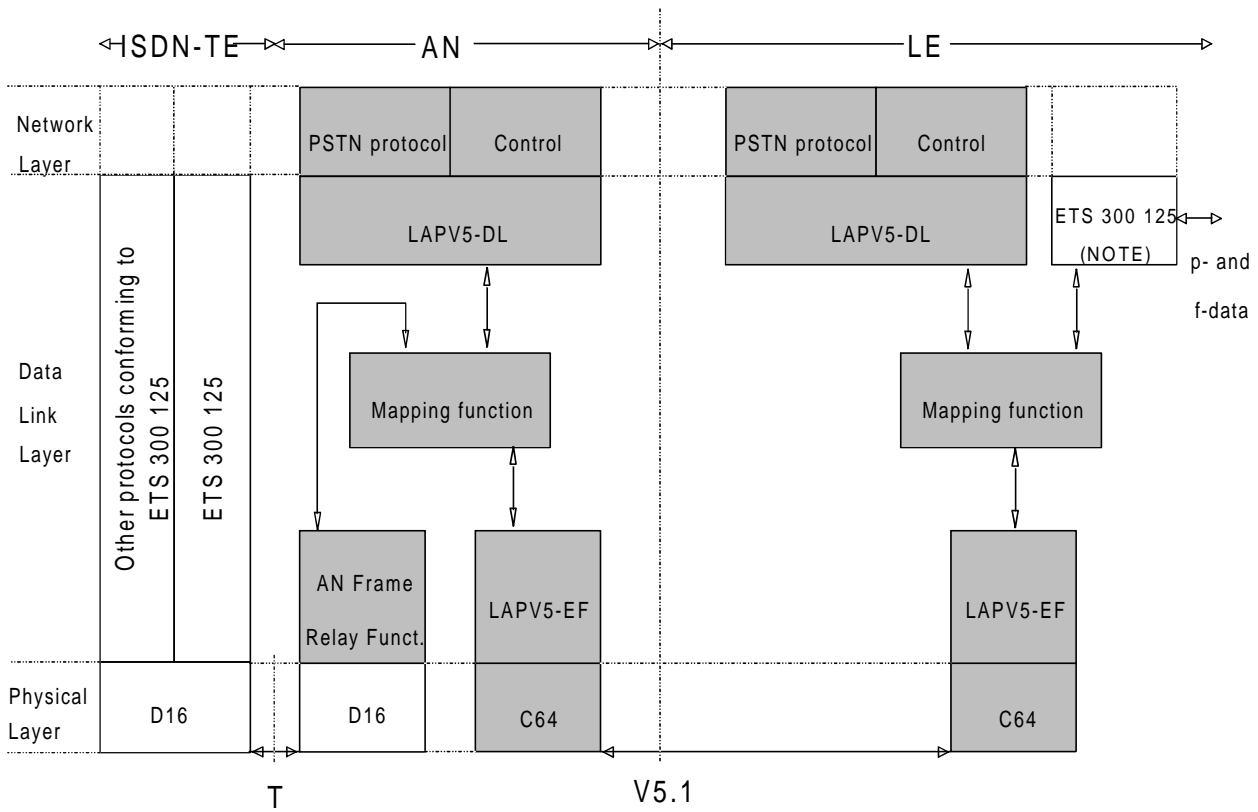 ISDN-TE
AN
LE
Network
Layer
PSTN protocol
Control
PSTN protocol
Control
LAPV5-DL
LAPV5-DL
ETS 300 125
(NOTE)
p- and
f-data
Other protocols conforming to
ETS 300 125
ETS 300 125
Data
Link
Layer
Mapping function
Mapping function
AN Frame
Relay Funct.
LAPV5-EF
LAPV5-EF
Physical
Layer
D16
D16
C64
C64
T
V5.1